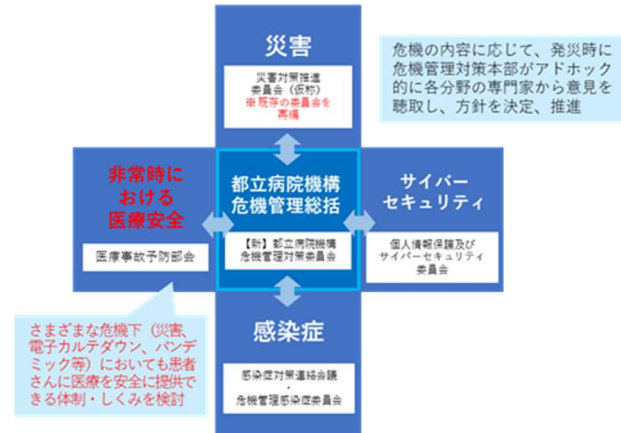 災害
災害対策推進
委員会（仮称）
※既存の委員会を
再編
危機の内容に応じて、発災時に
危機管理対策本部がアドホック
的に各分野の専門家から意見を
聴取し、方針を決定、推進
非常時に
おける
医療安全
医療事故予防部会
都立病院機構
危機管理総括
【新】都立病院機構
危機管理対策委員会
サイバー
セキュリティ
個人情報保護及び
サイバーセキュリティ
委員会
さまざまな危機下（災害、
電子カルテダウン、パンデ
ミック等）においても患者
さんに医療を安全に提供で
きる体制・しくみを検討
感染症
感染症対策連絡会議
・
危機管理感染症委員会